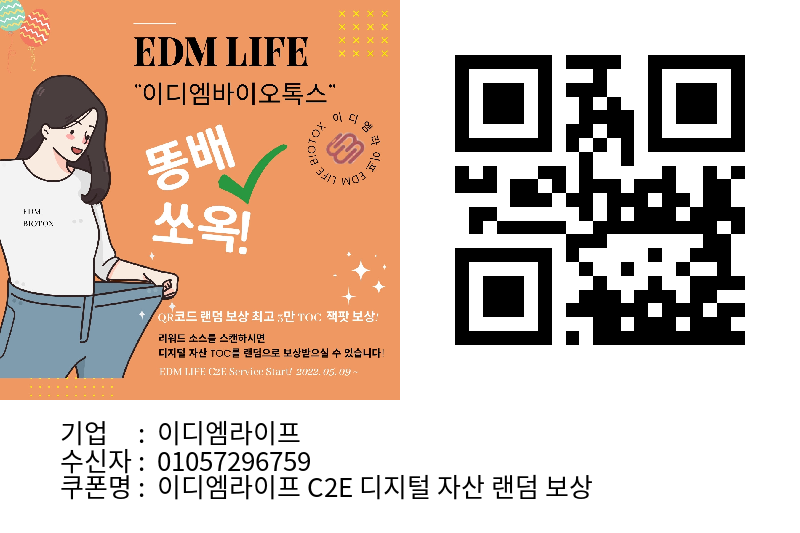 EDM LIFE
"이디엠바이오톡스"
이디엠라이프 EDM LIFE BIOTOX
똥배
쏘옥!
EDM
BIOTOX
QR코드 랜덤 보상 최고 5만 TOC 잭팟 보상!
리워드 소스를 스캔하시면
디지털 자산 TOC를 랜덤으로 보상받으실 수 있습니다!
EDM LIFE C2E Service Start! 2022. 05. 09 ~
기업 : 이디엠라이프
수신자 : 01057296759
쿠폰명 : 이디엠라이프 C2E 디지털 자산 랜덤 보상